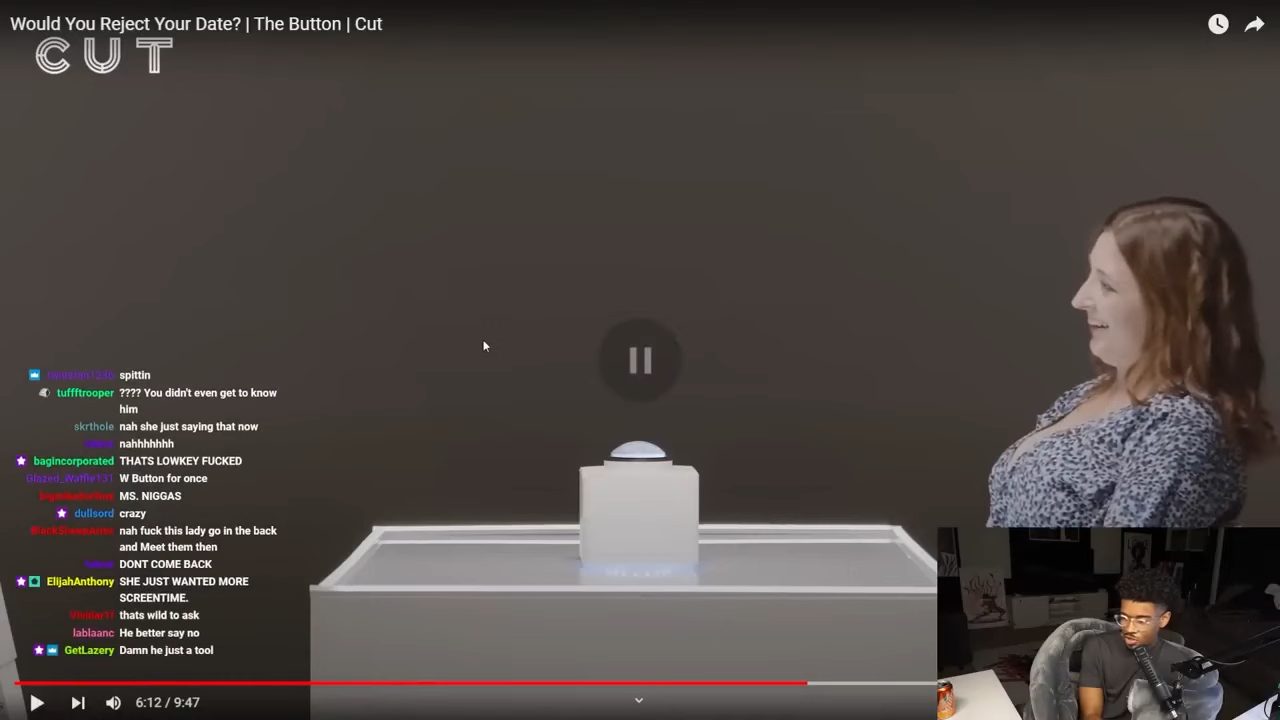 Would You Reject Your Date? | The Button | Cut
CUT
spittin
tuffftrooper ???? You didn't even get to know
him
skrthole nah she just saying that now
nahhhhhh
bagincorporated THATS LOWKEY FUCKED
Glazed_Waffle131 W Button for once
MS. NIGGAS
dullsord crazy
nah fuck this lady go in the back
and Meet them then
DONT COME BACK
ElijahAnthony SHE JUST WANTED MORE
SCREENTIME.
thats wild to ask
lablaanc He better say no
GetLazery Damn he just a tool
6:12 / 9:47